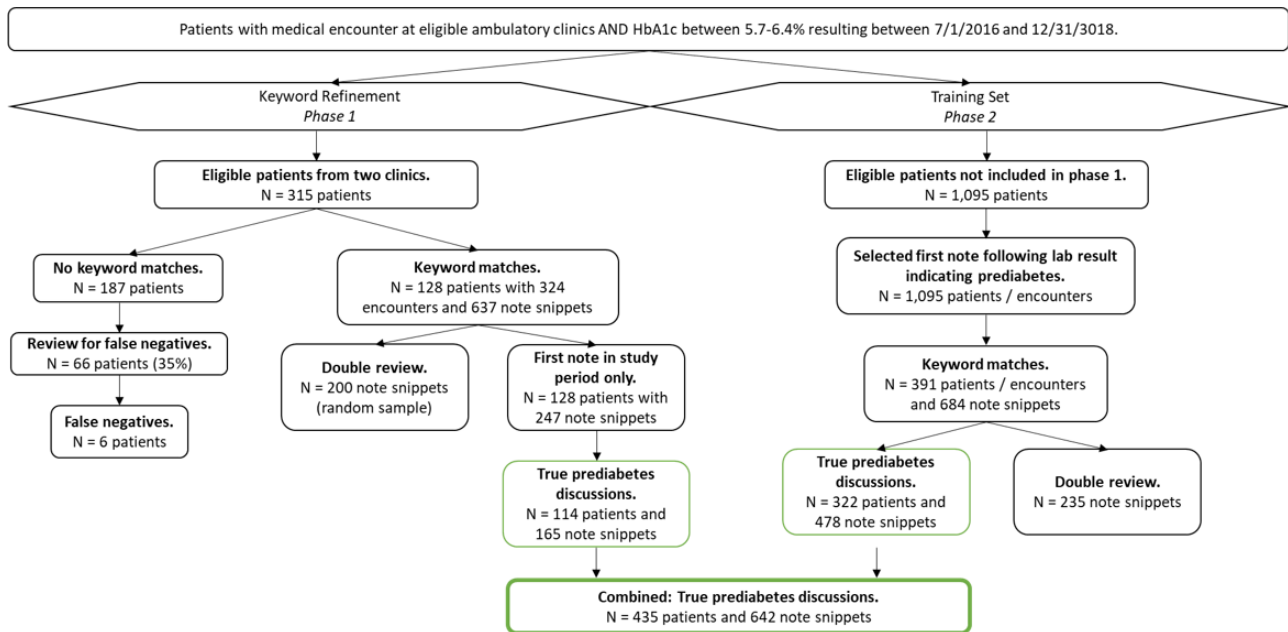 Patients with medical encounter at eligible ambulatory clinics AND HbA1c between 5.7-6.4% resulting between 7/1/2016 and 12/31/3018.
Keyword Refinement
Phase 1
Training Set
Phase 2
Eligible patients from two clinics.
N = 315 patients
Eligible patients not included in phase 1.
N = 1,095 patients
No keyword matches.
N = 187 patients
Keyword matches.
N = 128 patients with 324
encounters and 637 note snippets
Selected first note following lab result
indicating prediabetes.
N = 1,095 patients / encounters
Review for false negatives.
N = 66 patients (35%)
Double review.
N = 200 note snippets
(random sample)
First note in study
period only.
N = 128 patients with
247 note snippets
Keyword matches.
N = 391 patients / encounters
and 684 note snippets
False negatives.
N = 6 patients
True prediabetes
discussions.
N = 114 patients and
165 note snippets
True prediabetes
discussions.
N = 322 patients and
478 note snippets
Double review.
N = 235 note snippets
Combined: True prediabetes discussions.
N = 435 patients and 642 note snippets